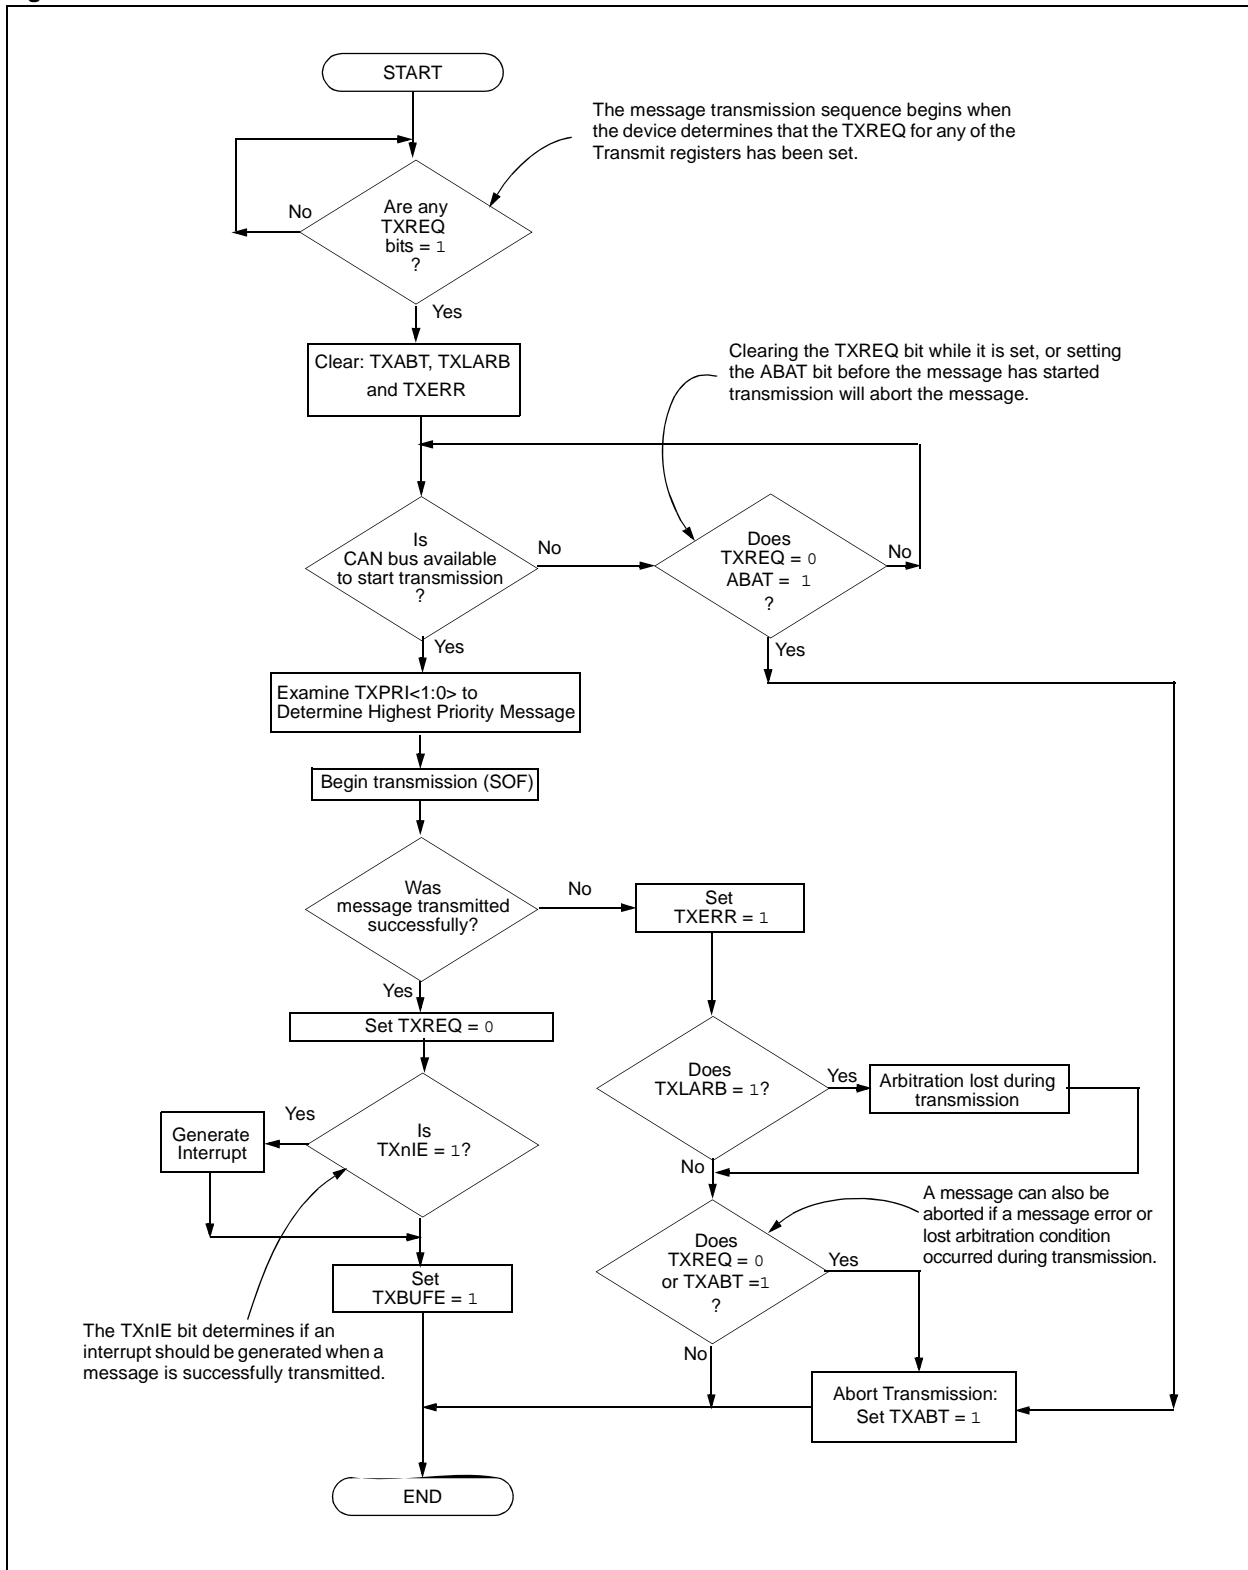 START
The message transmission sequence begins when
the device determines that the TXREQ for any of the
Transmit registers has been set.
Are any
TXREQ
bits = 1
?
No
Yes
Clear: TXABT, TXLARB
and TXERR
Clearing the TXREQ bit while it is set, or setting
the ABAT bit before the message has started
transmission will abort the message.
Is
CAN bus available
to start transmission
?
No
Does
TXREQ = 0
ABAT = 1
?
No
Yes
Yes
Examine TXPRI<1:0> to
Determine Highest Priority Message
Begin transmission (SOF)
Was
message transmitted
successfully?
No
Set
TXERR = 1
Yes
Set TXREQ = 0
Does
TXLARB = 1?
Yes
Arbitration lost during
transmission
Is
TXnIE = 1?
Yes
Generate
Interrupt
No
A message can also be
aborted if a message error or
lost arbitration condition
occurred during transmission.
Does
TXREQ = 0
or TXABT =1
?
Yes
Set
TXBUFE = 1
The TXnIE bit determines if an
interrupt should be generated when a
message is successfully transmitted.
No
Abort Transmission:
Set TXABT = 1
END